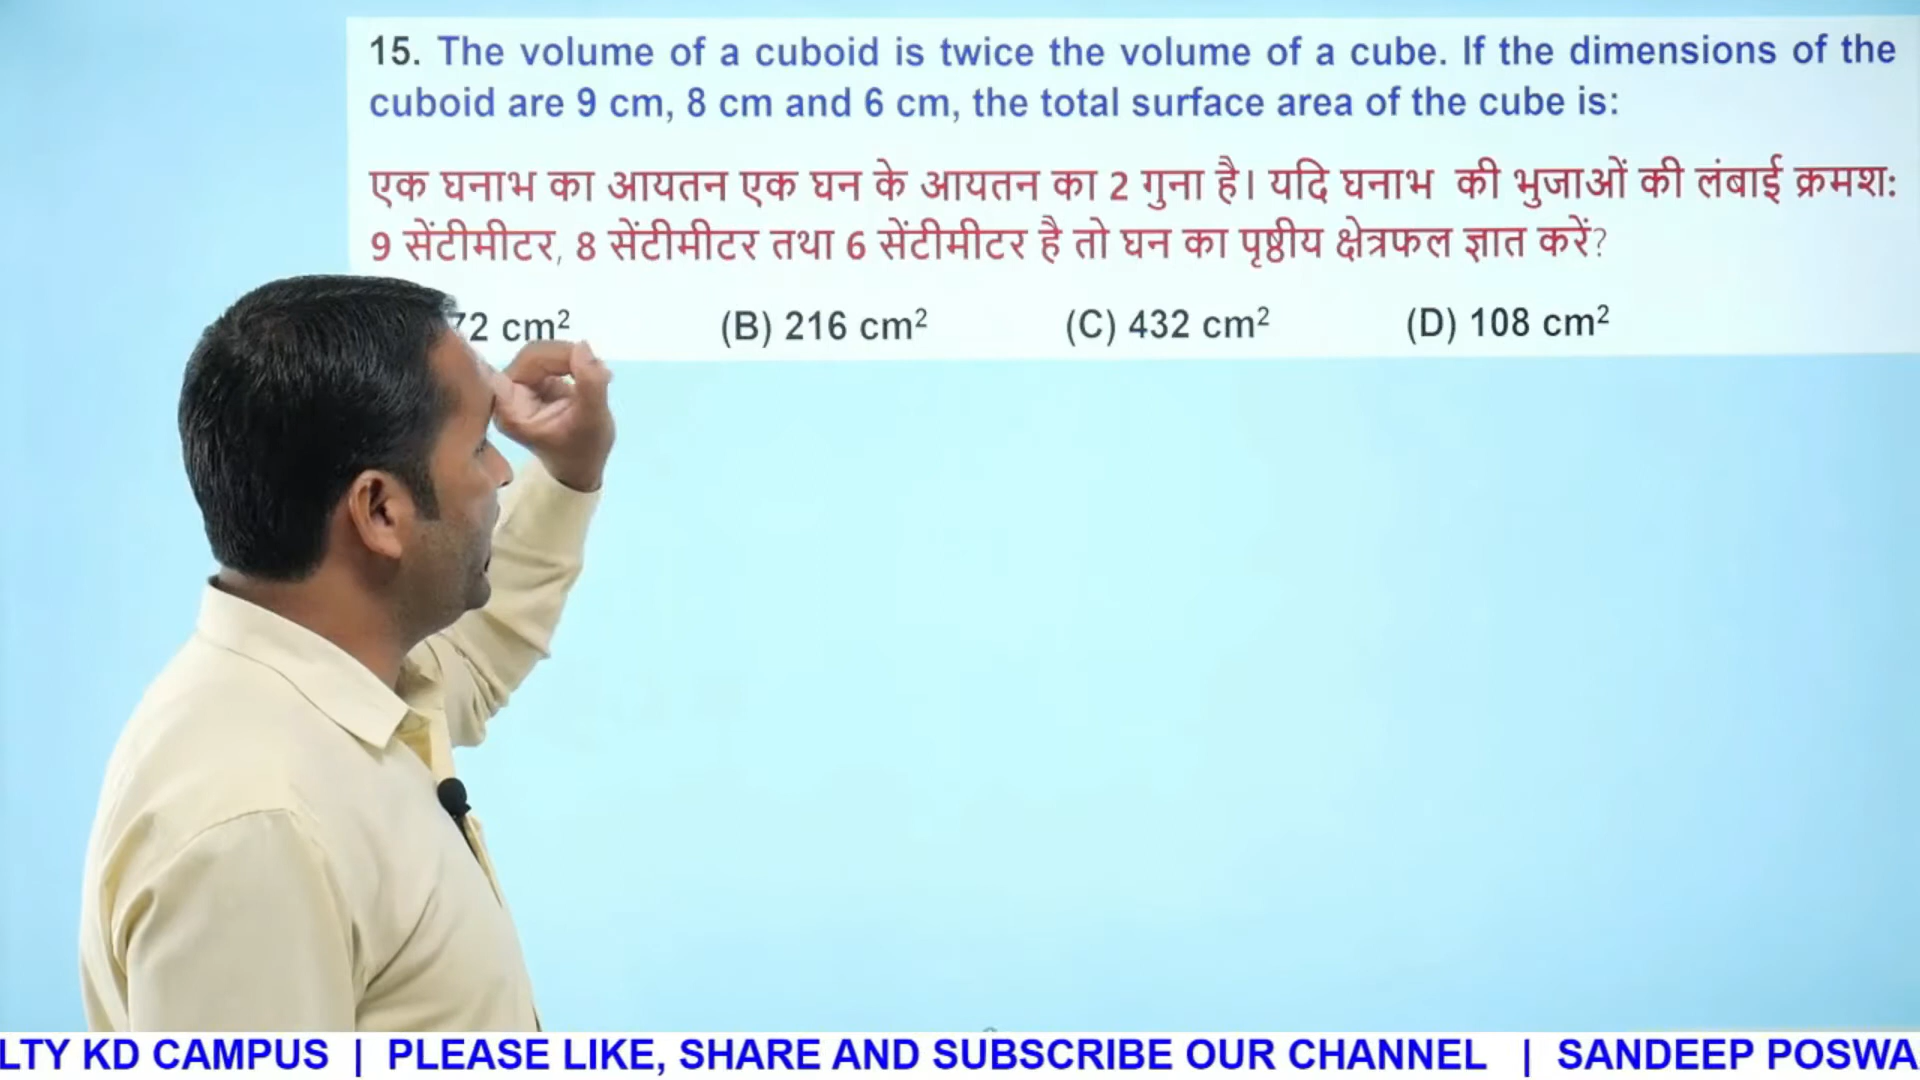 15. The volume of a cuboid is twice the volume of a cube. If the dimensions of the
cuboid are 9 cm, 8 cm and 6 cm, the total surface area of the cube is:
एक घनाभ का आयतन एक घन के आयतन का 2 गुना है। यदि घनाभ की भुजाओं की लंबाई क्रमश:
9 सेंटीमीटर, 8 सेंटीमीटर तथा 6 सेंटीमीटर है तो घन का पृष्ठीय क्षेत्रफल ज्ञात करें?
72 cm² (B) 216 cm² (C) 432 cm² (D) 108 cm²
LTY KD CAMPUS | PLEASE LIKE, SHARE AND SUBSCRIBE OUR CHANNEL | SANDEEP POSWA